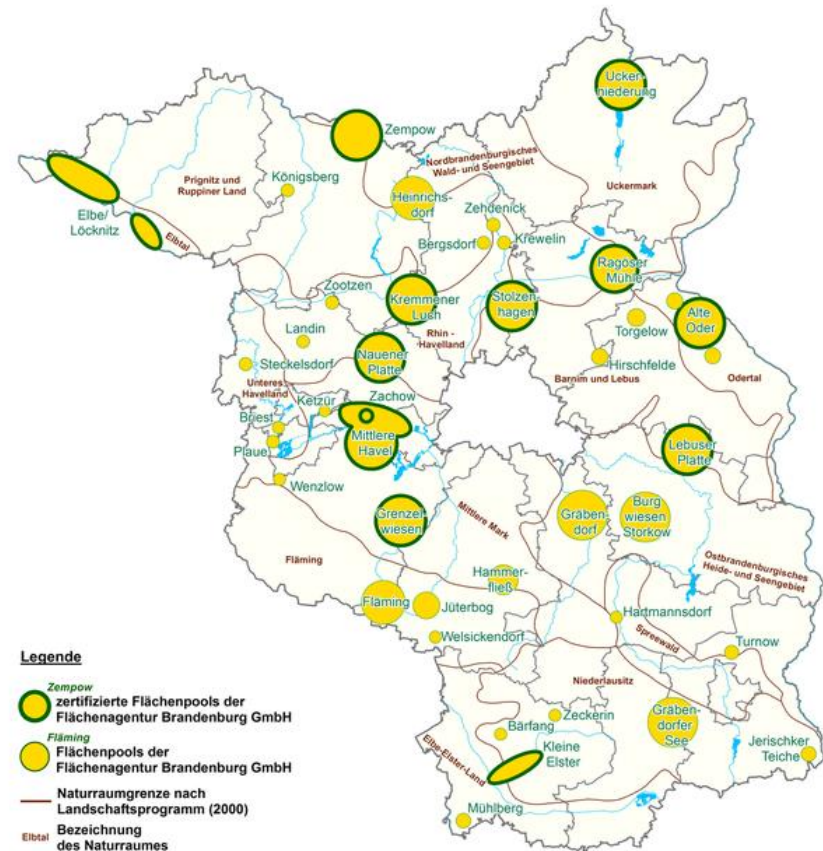 Ucker-
niederung
Zempow
Nordbrandenburgisches
Wald- und Seengebiet
Prignitz und
Ruppiner Land
Königsberg
Uckermark
Heinrichs-
dorf
Elbe/
Löcknitz
Elbtal
Zehdenick
Bergsdorf
Krewelin
Ragöser
Mühle
Zootzen
Kremmener
Luch
Stolzen-
hagen
Alte
Oder
Torgelow
Landin
Rhin -
Havelland
Nauener
Platte
Hirschfelde
Steckelsdorf
Barnim und Lebus
Odertal
Unteres
Havelland
Ketzür
Zachow
Briest
Mittlere
Havel
Plaue
Lebuser
Platte
Wenzlow
Grenzel-
wiesen
Mittlere Mark
Gräben-
dorf
Burg
wiesen
Storkow
Fläming
Ostbrandenburgisches
Heide- und Seengebiet
Hammer-
fließ
Fläming
Jüterbog
Hartmannsdorf
Welsickendorf
Spreewald
Turnow
Niederlausitz
Zeckerin
Bärfang
Gräben-
dorfer
See
Kleine
Elster
Jerischker
Teiche
Elbe-Elster-Land
Mühlberg
Legende
Zempow
zertifizierte Flächenpools der
Flächenagentur Brandenburg GmbH
Fläming
Flächenpools der
Flächenagentur Brandenburg GmbH
Naturraumgrenze nach
Landschaftsprogramm (2000)
Elbtal
Bezeichnung
des Naturraumes